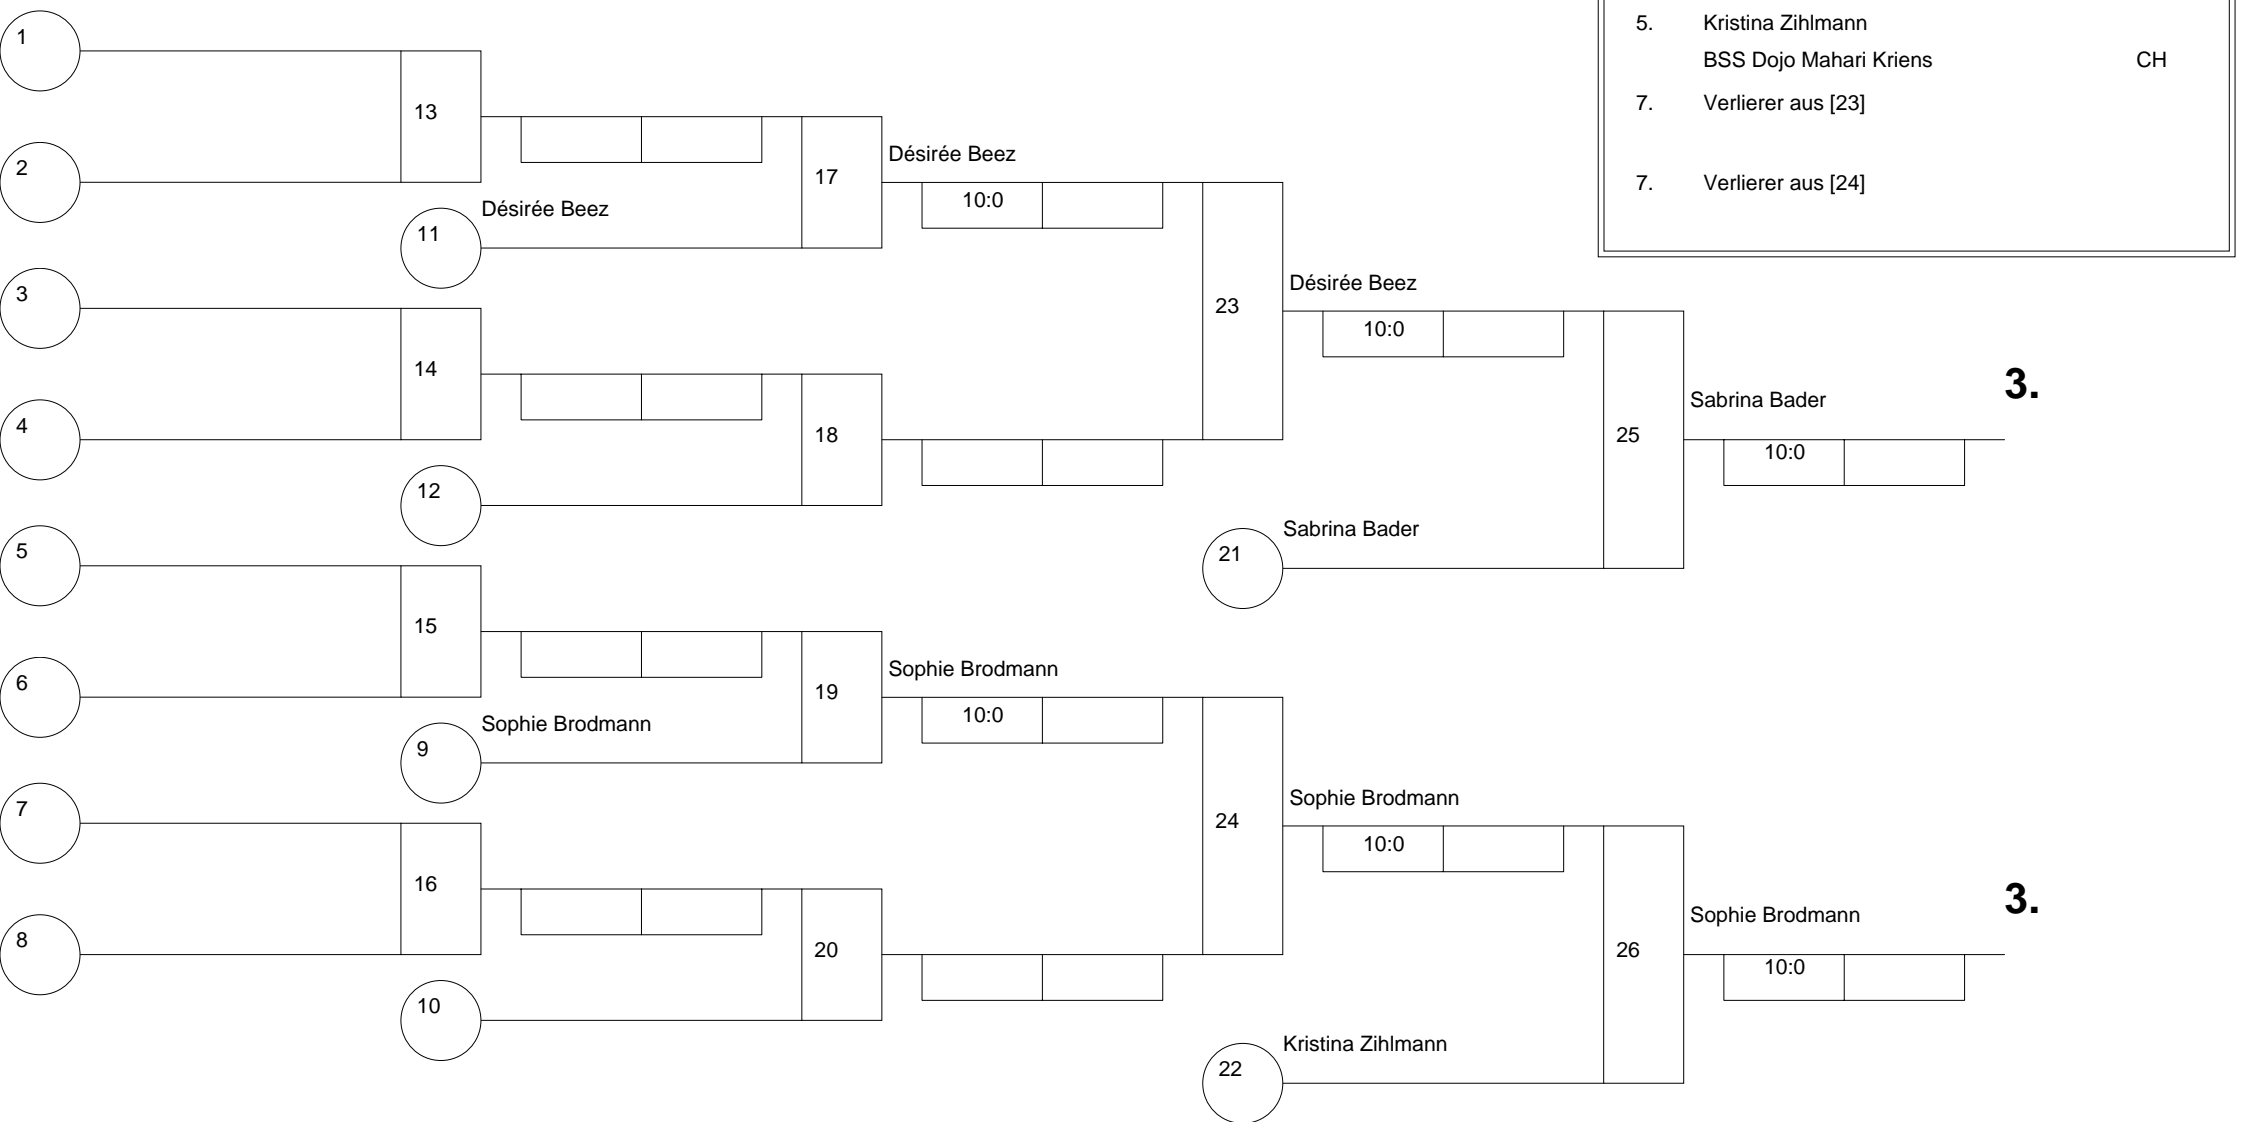 5. Kristina Zihlmann
BSS Dojo Mahari Kriens CH
7. Verlierer aus [23]
7. Verlierer aus [24]
1
13
2
Désirée Beez
17
10:0
Désirée Beez
11
3
Désirée Beez
23
10:0
14
Sabrina Bader
3.
4
18
25
10:0
12
Sabrina Bader
21
5
15
Sophie Brodmann
6
19
10:0
Sophie Brodmann
9
7
Sophie Brodmann
24
10:0
16
Sophie Brodmann
3.
8
20
26
10:0
10
Kristina Zihlmann
22